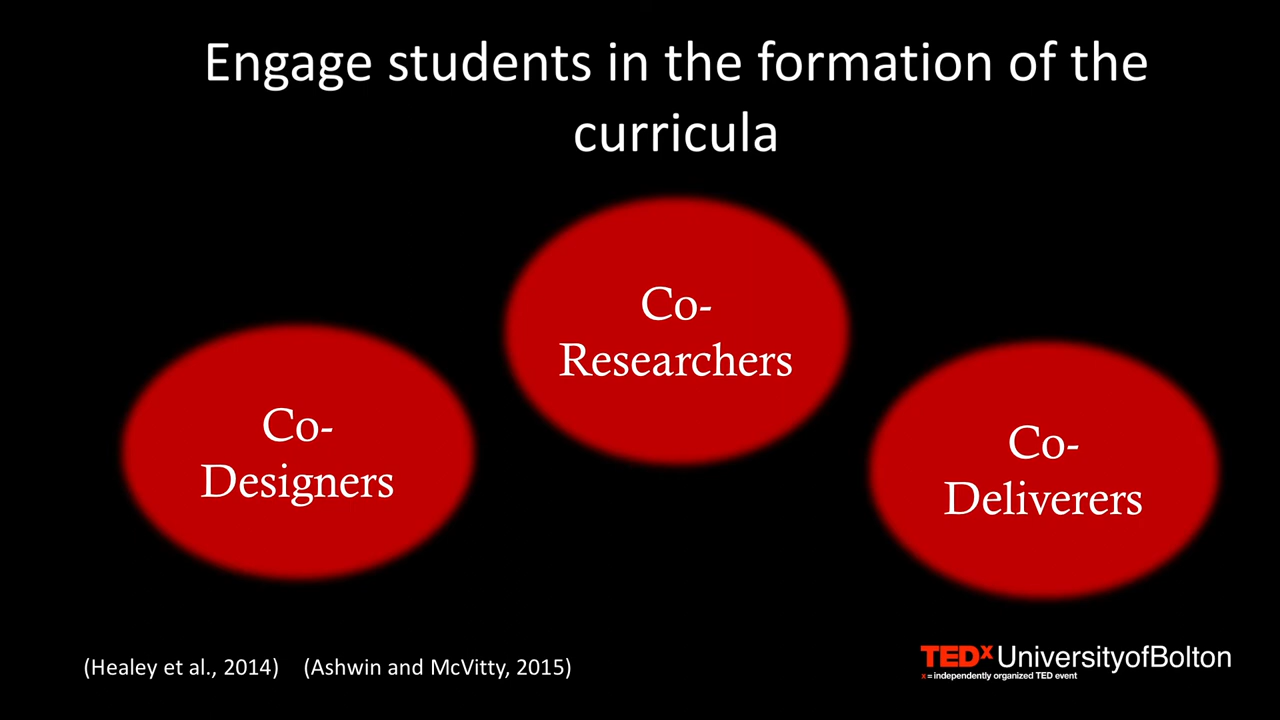 Engage students in the formation of the
curricula
Co-
Researchers
Co-
Designers
Co-
Deliverers
(Healey et al., 2014) (Ashwin and McVitty, 2015)
TEDx UniversityofBolton
x = independently organized TED event